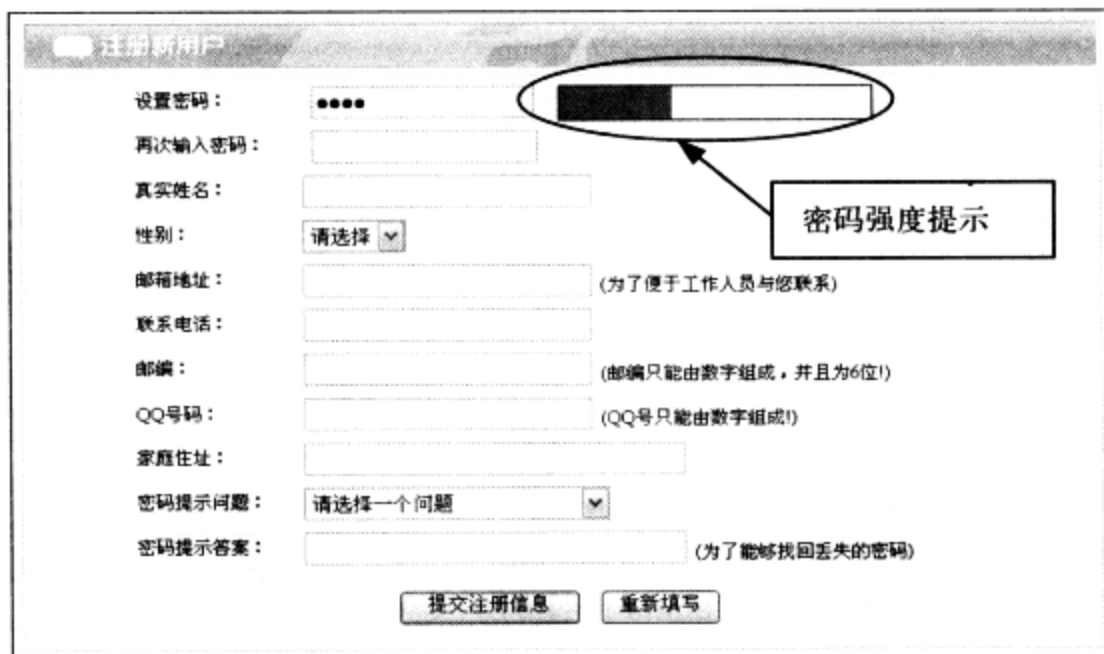 注册新用户
设置密码： ●●●●
再次输入密码：
真实姓名：
密码强度提示
性别： 请选择
邮箱地址： (为了便于工作人员与您联系)
联系电话：
邮编： (邮编只能由数字组成，并且为6位!)
QQ号码： (QQ号只能由数字组成!)
家庭住址：
密码提示问题： 请选择一个问题
密码提示答案： (为了能够找回丢失的密码)
提交注册信息 重新填写